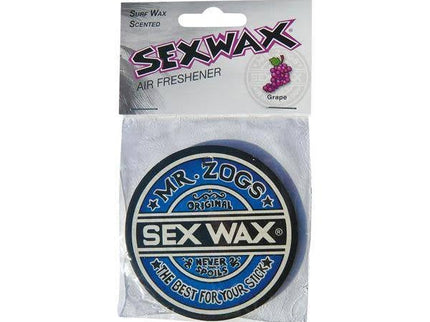 SURF WAX
SCENTED
SEXWAX®
AIR FRESHENER
Grape
MR. ZOGS
ORIGINAL
SEX WAX®
NEVER
SPOILS
THE BEST FOR YOUR STICK